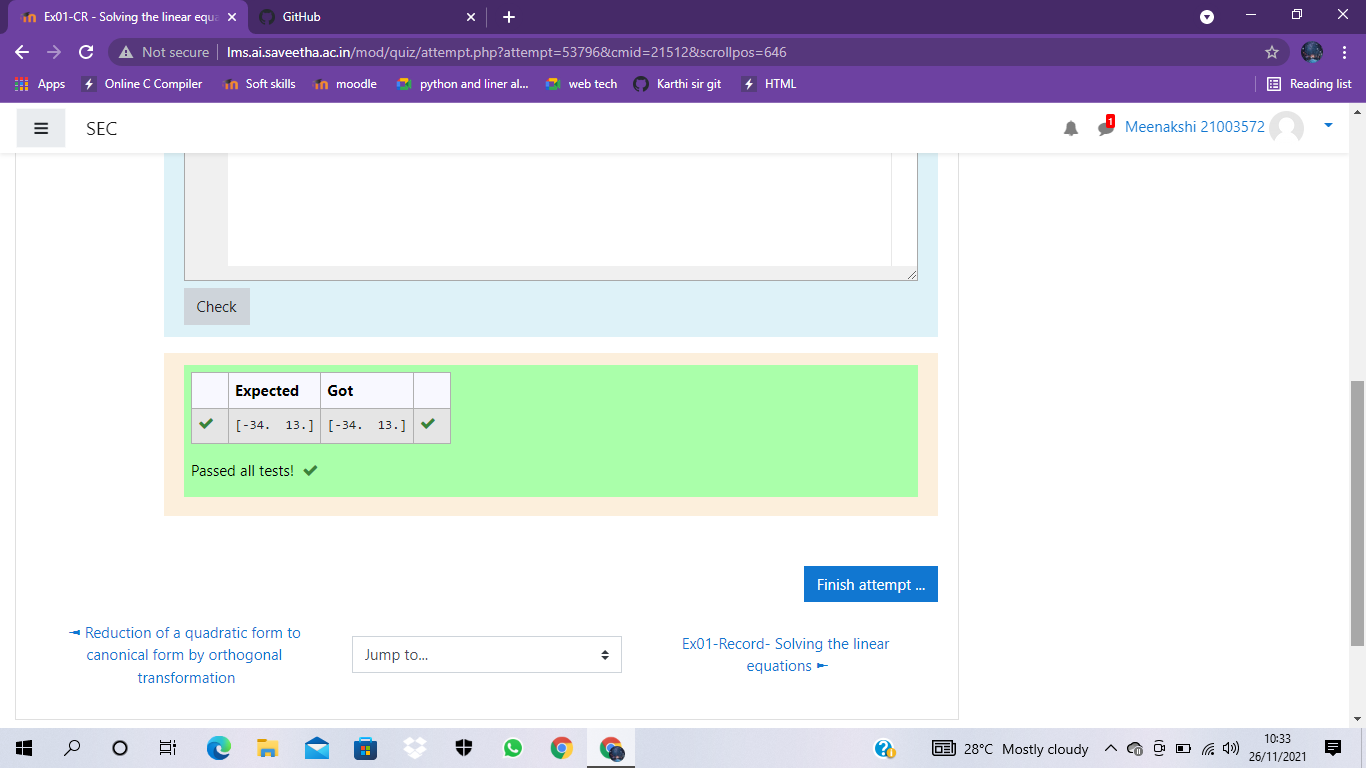 Ex01-CR - Solving the linear equa
GitHub
Not secure
lms.ai.saveetha.ac.in/mod/quiz/attempt.php?attempt=53796&cmid=21512&scrollpos=646
Apps
Online C Compiler
Soft skills
moodle
python and liner al...
web tech
Karthi sir git
HTML
Reading list
SEC
1
Meenakshi 21003572
Check
Expected Got
[-34.  13.] [-34.  13.]
Passed all tests!
Finish attempt ...
◄ Reduction of a quadratic form to
canonical form by orthogonal
transformation
Jump to...
Ex01-Record- Solving the linear
equations ►
28°C Mostly cloudy
10:33
26/11/2021